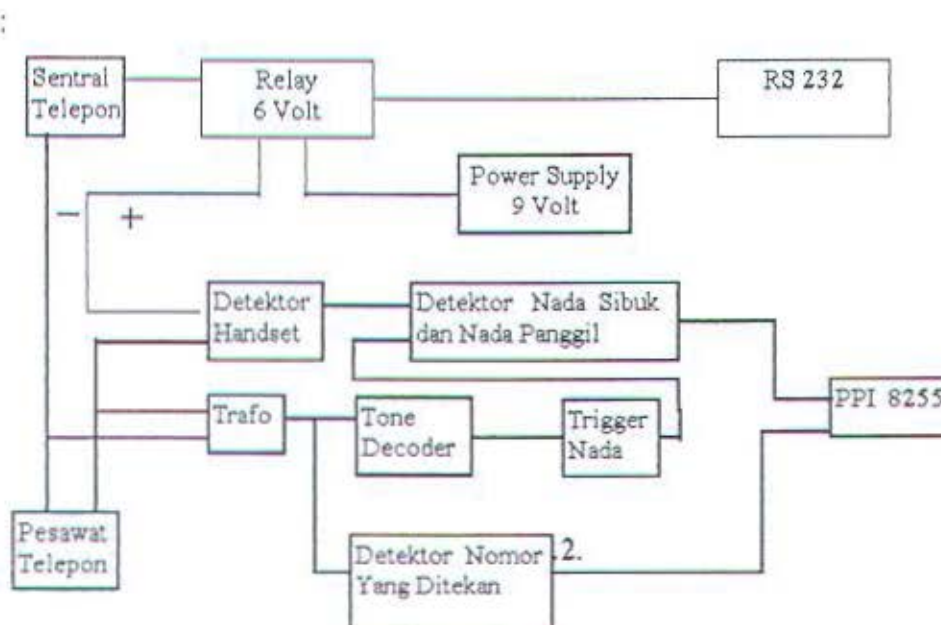 :
Sentral
Telepon
Relay
6 Volt
RS 232
Power Supply
9 Volt
− +
Detektor
Handset
Detektor Nada Sibuk
dan Nada Panggil
PPI 8255
Trafo
Tone
Decoder
Trigger
Nada
Pesawat
Telepon
Detektor Nomor
Yang Ditekan
.2.